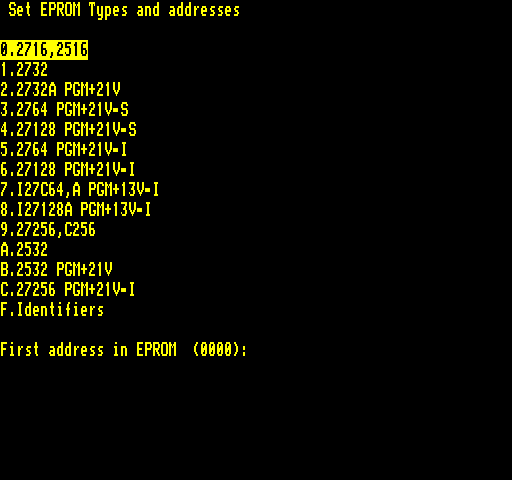 Set EPROM Types and addresses
0.2716,2516
1.2732
2.2732A PGM+21V
3.2764 PGM+21V-S
4.27128 PGM+21V-S
5.2764 PGM+21V-I
6.27128 PGM+21V-I
7.I27C64,A PGM+13V-I
8.I27128A PGM+13V-I
9.27256,C256
A.2532
B.2532 PGM+21V
C.27256 PGM+21V-I
F.Identifiers
First address in EPROM  (0000):